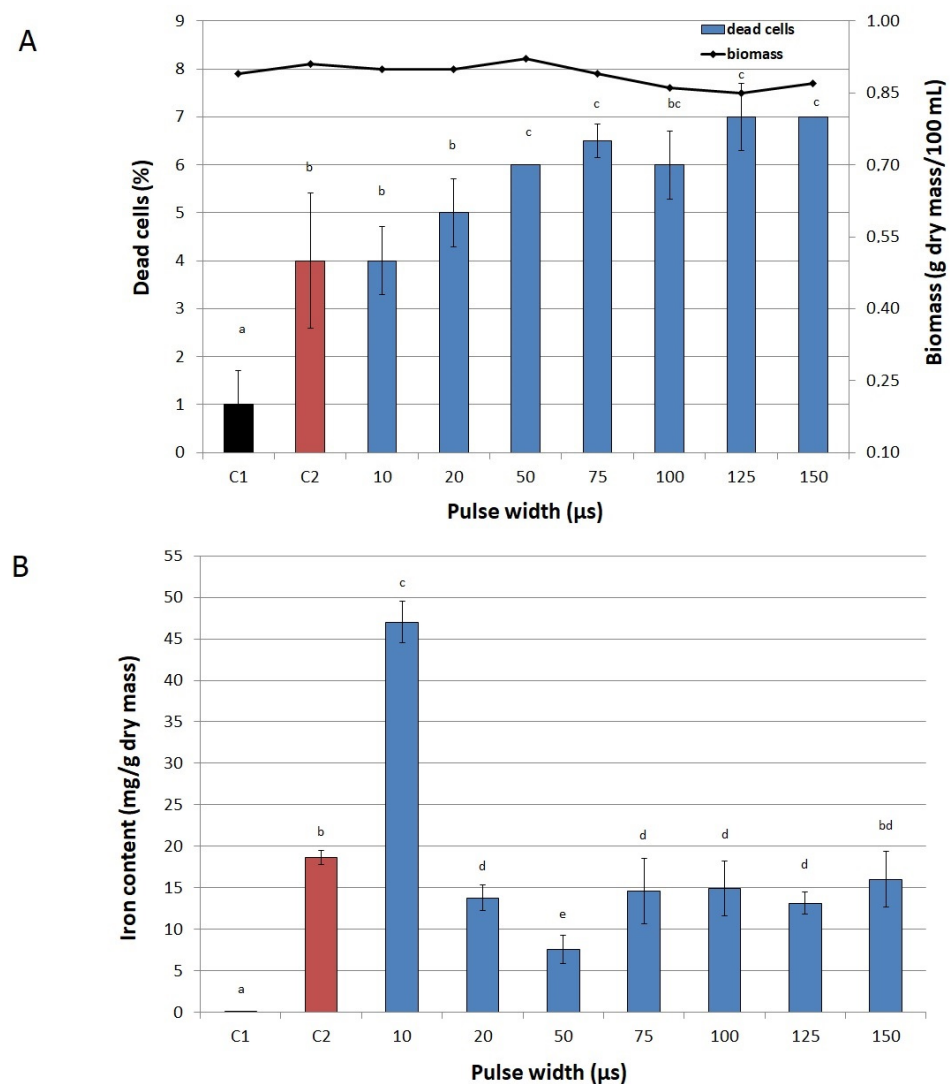 A
dead cells
biomass
9
8
7
6
5
4
3
2
1
0
Dead cells (%)
1.00
0.85
0.70
0.55
0.40
0.25
0.10
Biomass (g dry mass/100 mL)
a
b
b
b
c
c
bc
c
c
C1 C2 10 20 50 75 100 125 150
Pulse width (µs)
B
55
50
45
40
35
30
25
20
15
10
5
0
Iron content (mg/g dry mass)
a
b
c
d
e
d
d
d
bd
C1 C2 10 20 50 75 100 125 150
Pulse width (µs)